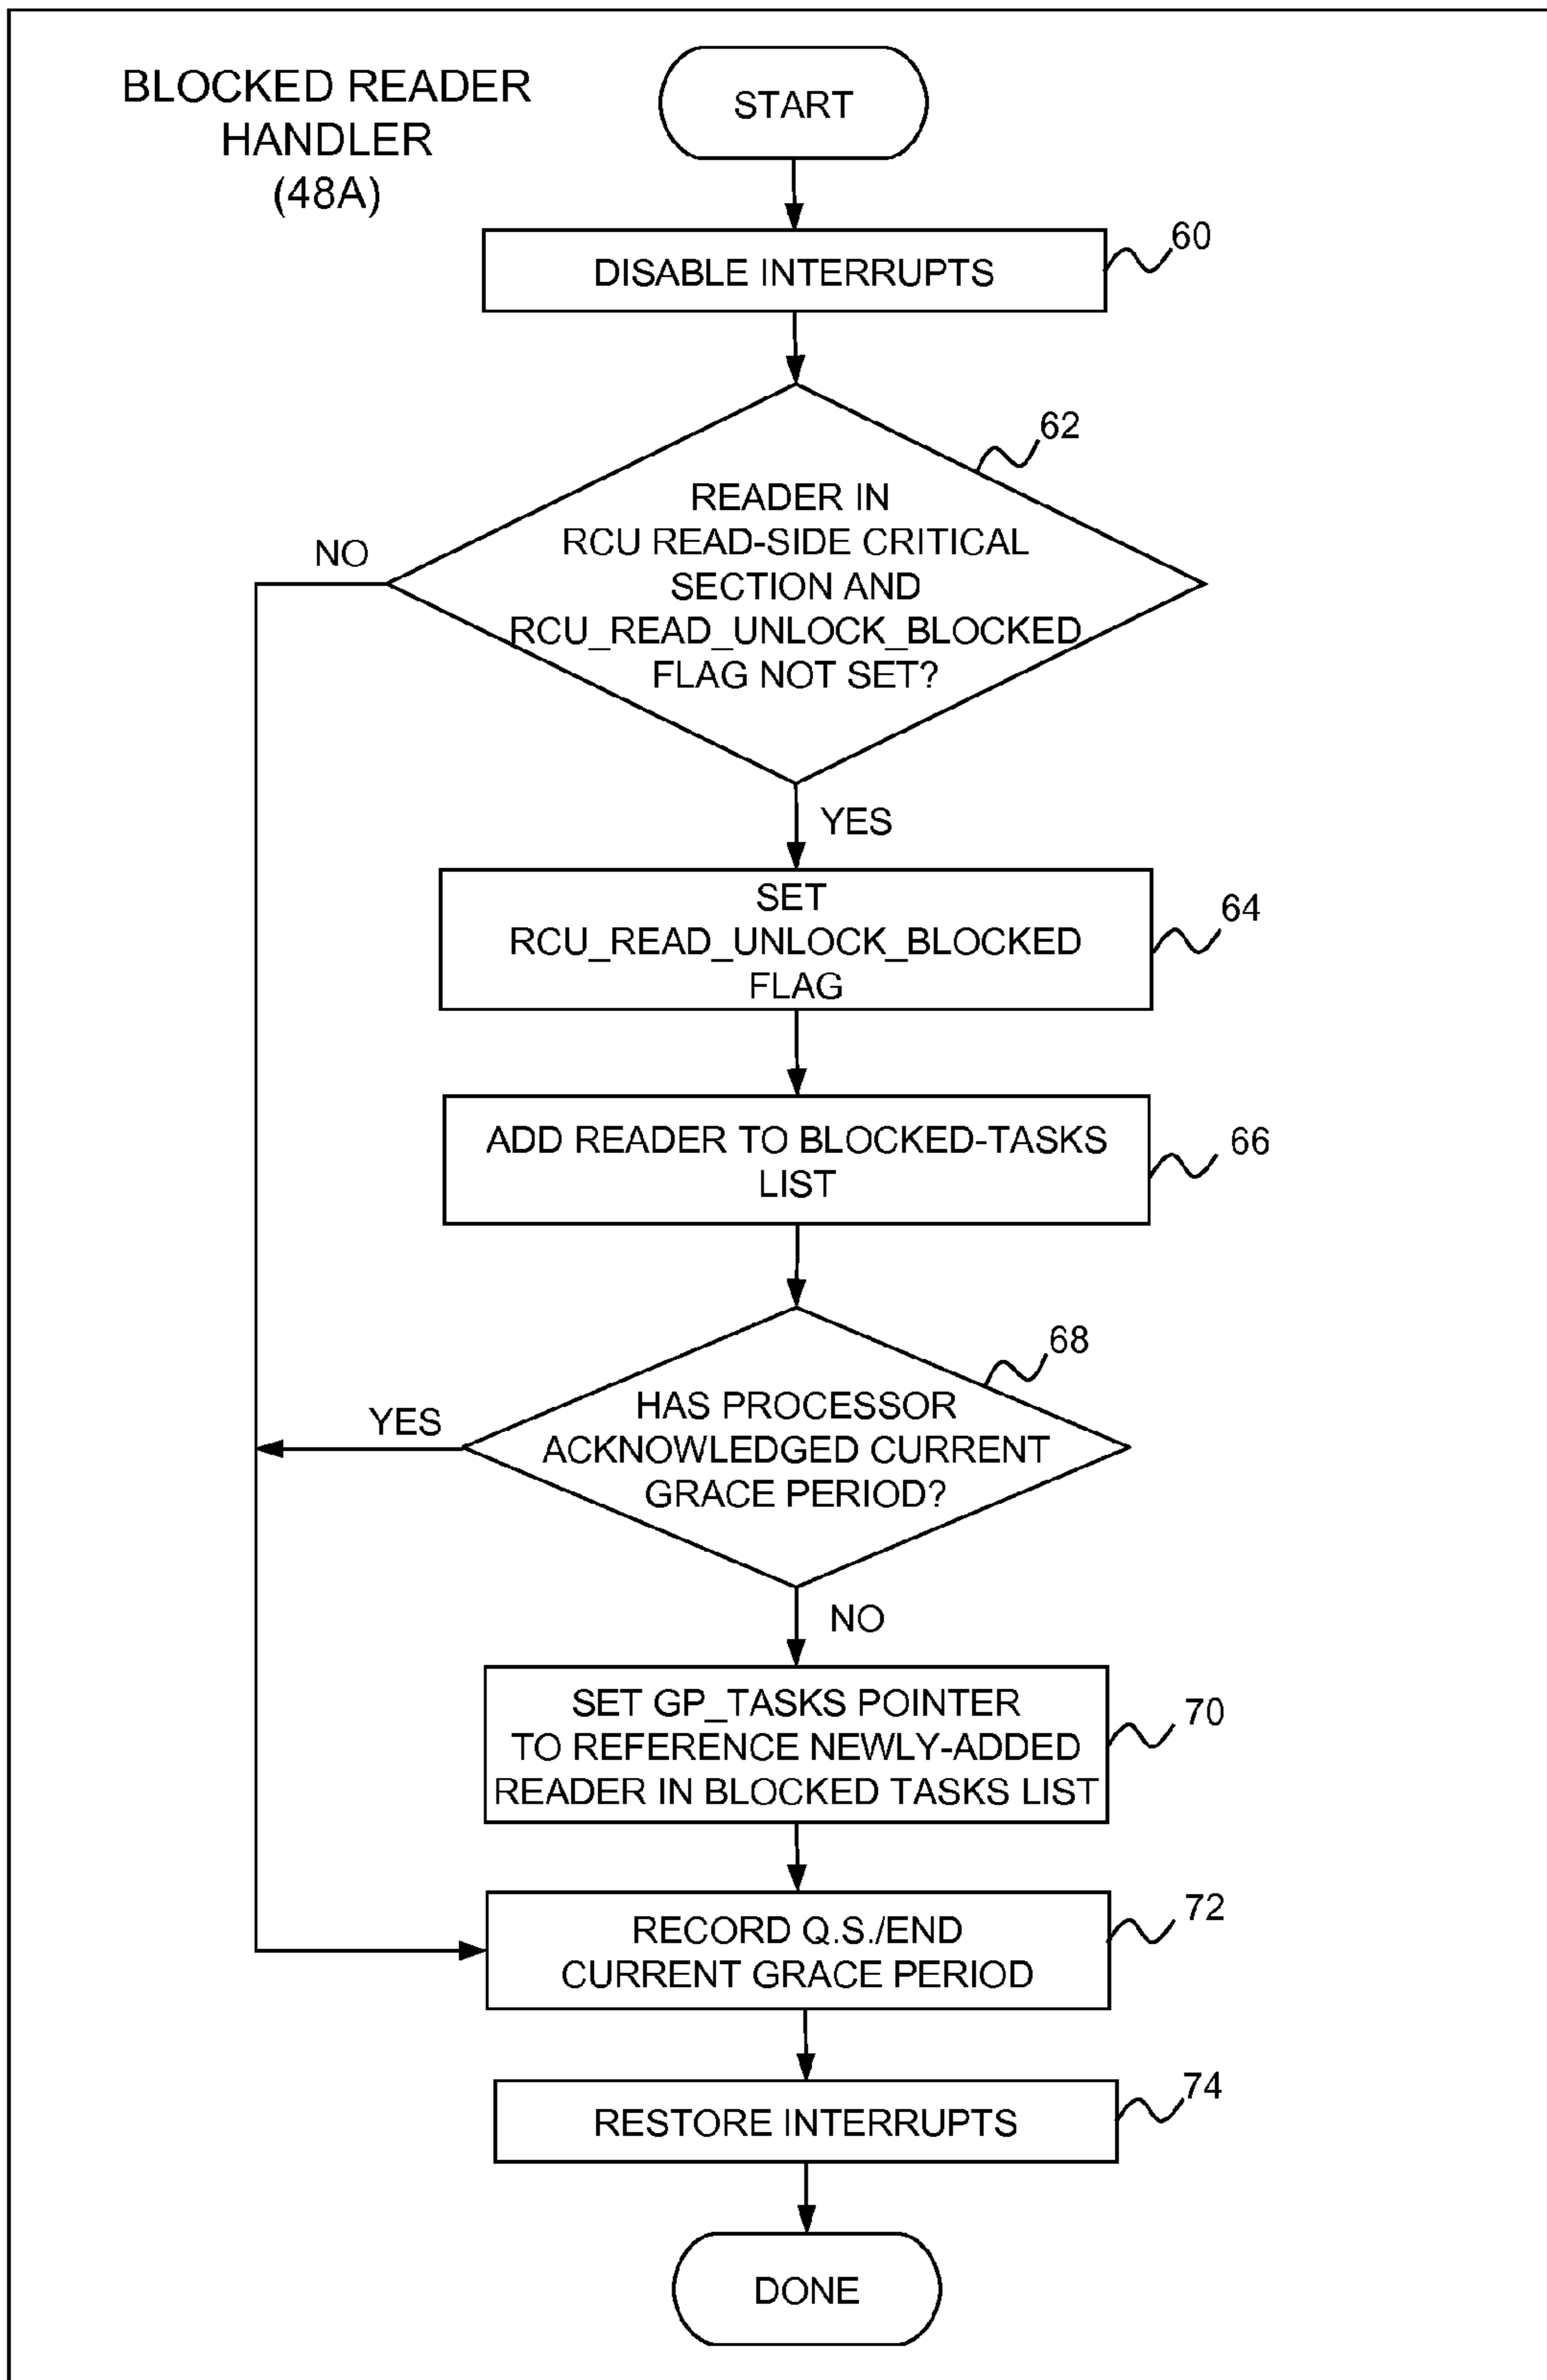 BLOCKED READER
HANDLER
(48A)
START
DISABLE INTERRUPTS
60
62
READER IN
RCU READ-SIDE CRITICAL
SECTION AND
RCU_READ_UNLOCK_BLOCKED
FLAG NOT SET?
NO
YES
SET
RCU_READ_UNLOCK_BLOCKED
FLAG
64
ADD READER TO BLOCKED-TASKS
LIST
66
68
HAS PROCESSOR
ACKNOWLEDGED CURRENT
GRACE PERIOD?
YES
NO
SET GP_TASKS POINTER
TO REFERENCE NEWLY-ADDED
READER IN BLOCKED TASKS LIST
70
RECORD Q.S./END
CURRENT GRACE PERIOD
72
RESTORE INTERRUPTS
74
DONE